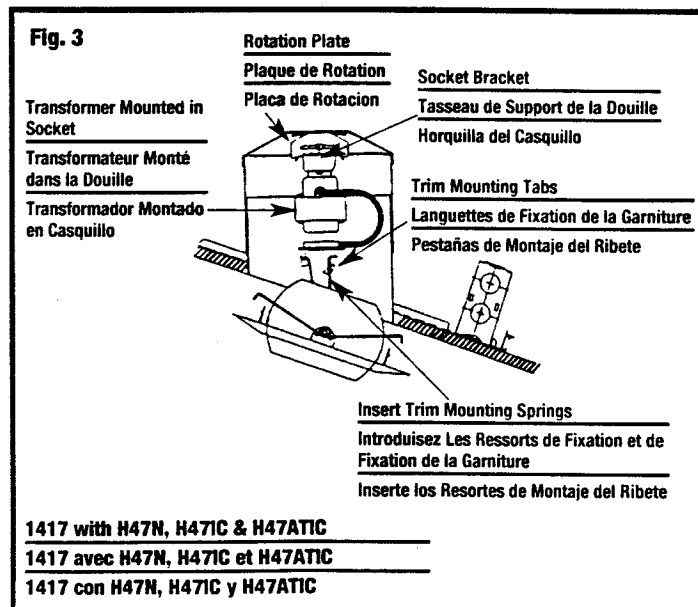 Fig. 3
Rotation Plate
Plaque de Rotation
Placa de Rotacion
Socket Bracket
Tasseau de Support de la Douille
Horquilla del Casquillo
Transformer Mounted in
Socket
Transformateur Monté
dans la Douille
Transformador Montado
en Casquillo
Trim Mounting Tabs
Languettes de Fixation de la Garniture
Pestañas de Montaje del Ribete
Insert Trim Mounting Springs
Introduisez Les Ressorts de Fixation et de
Fixation de la Garniture
Inserte los Resortes de Montaje del Ribete
1417 with H47N, H47IC & H47ATIC
1417 avec H47N, H47IC et H47ATIC
1417 con H47N, H47IC y H47ATIC